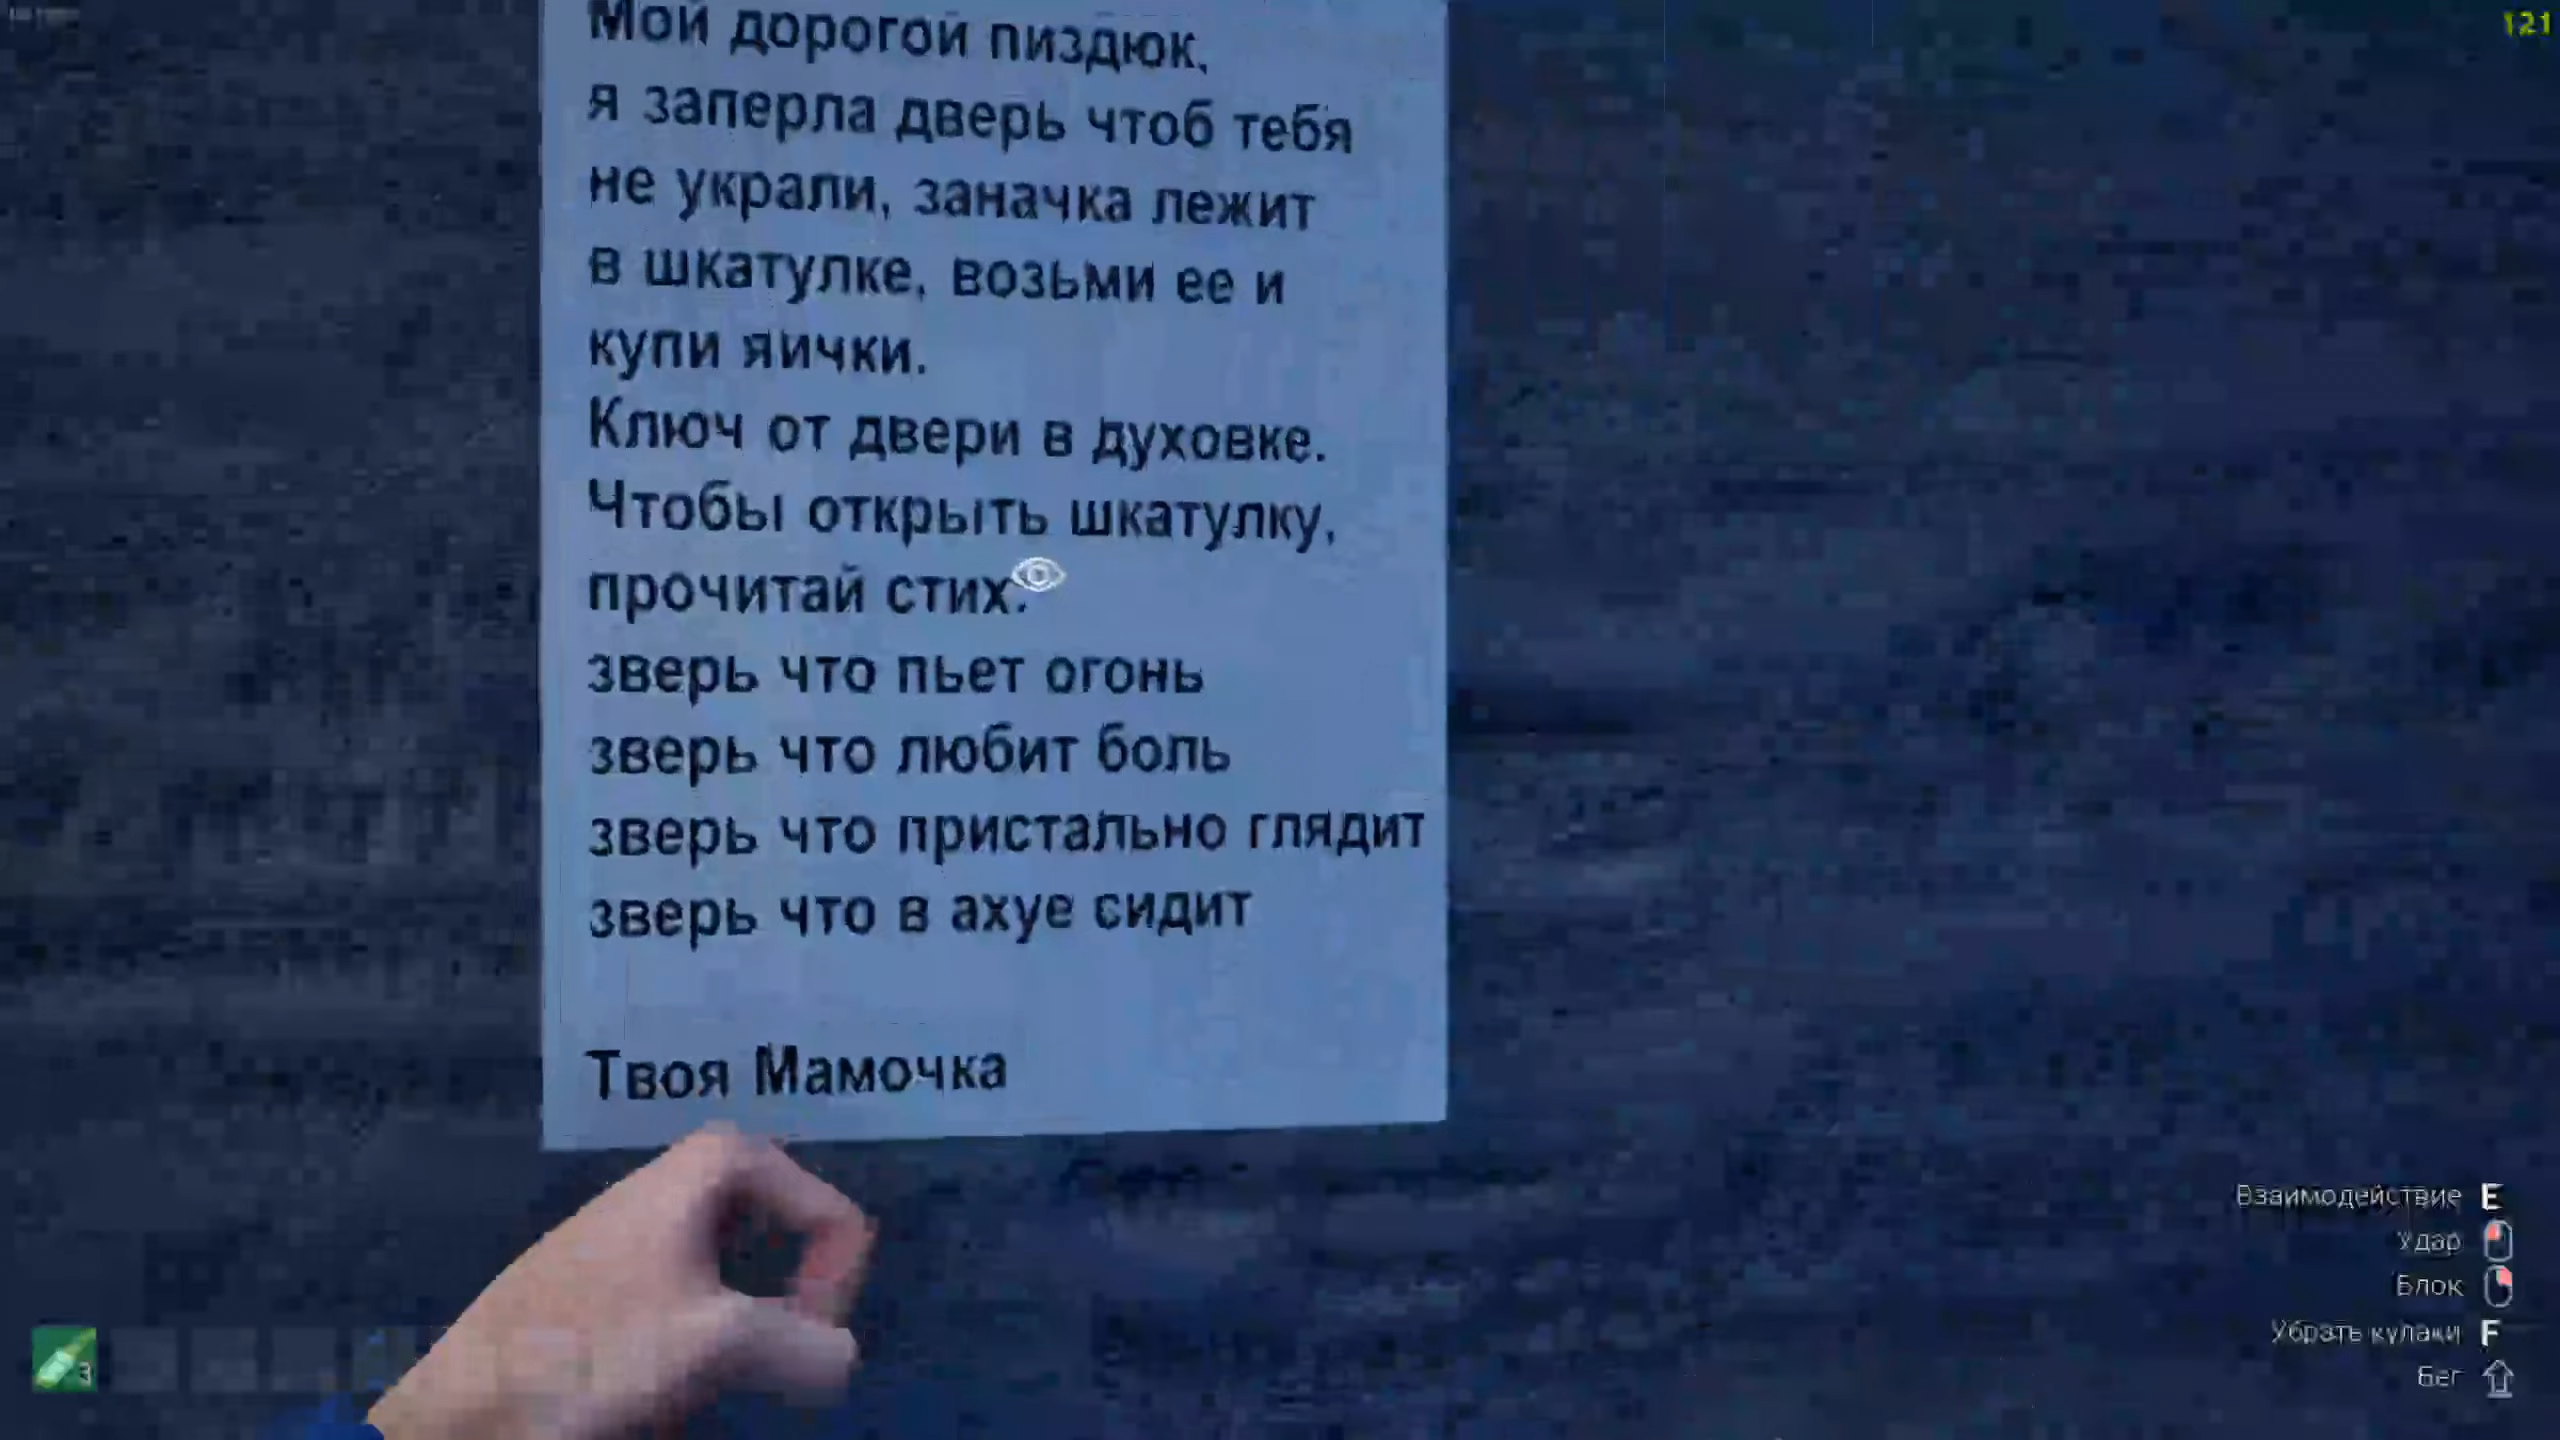 121
Мой дорогой пиздюк,
я заперла дверь чтоб тебя
не украли, заначка лежит
в шкатулке, возьми ее и
купи яички.
Ключ от двери в духовке.
Чтобы открыть шкатулку,
прочитай стих:
зверь что пьет огонь
зверь что любит боль
зверь что пристально глядит
зверь что в ахуе сидит
Твоя Мамочка
Взаимодействие E
Удар
Блок
Убрать кулаки F
Бег
3